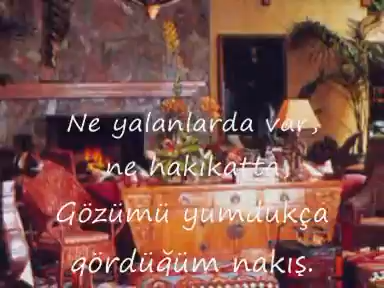 Ne yalanlarda var,
ne hakikatta
Gözümü yumdukça
gördüğüm nakış.